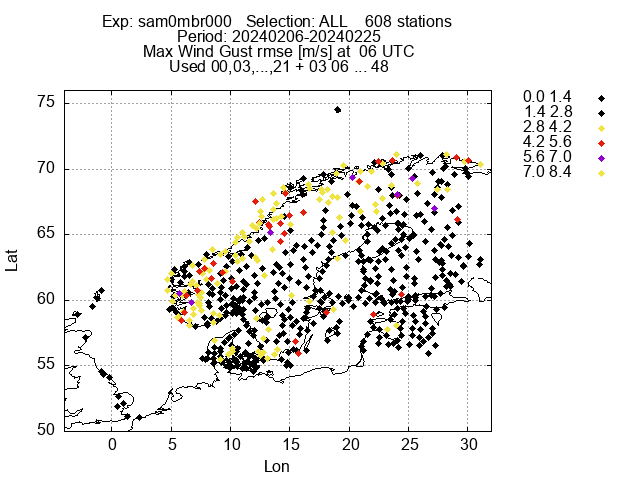 Exp: sam0mbr000 Selection: ALL 608 stations
Period: 20240206-20240225
Max Wind Gust rmse [m/s] at 06 UTC
Used 00,03,...,21 + 03 06 ... 48
0.0 1.4
1.4 2.8
2.8 4.2
4.2 5.6
5.6 7.0
7.0 8.4
75
70
65
60
55
50
Lat
0 5 10 15 20 25 30
Lon